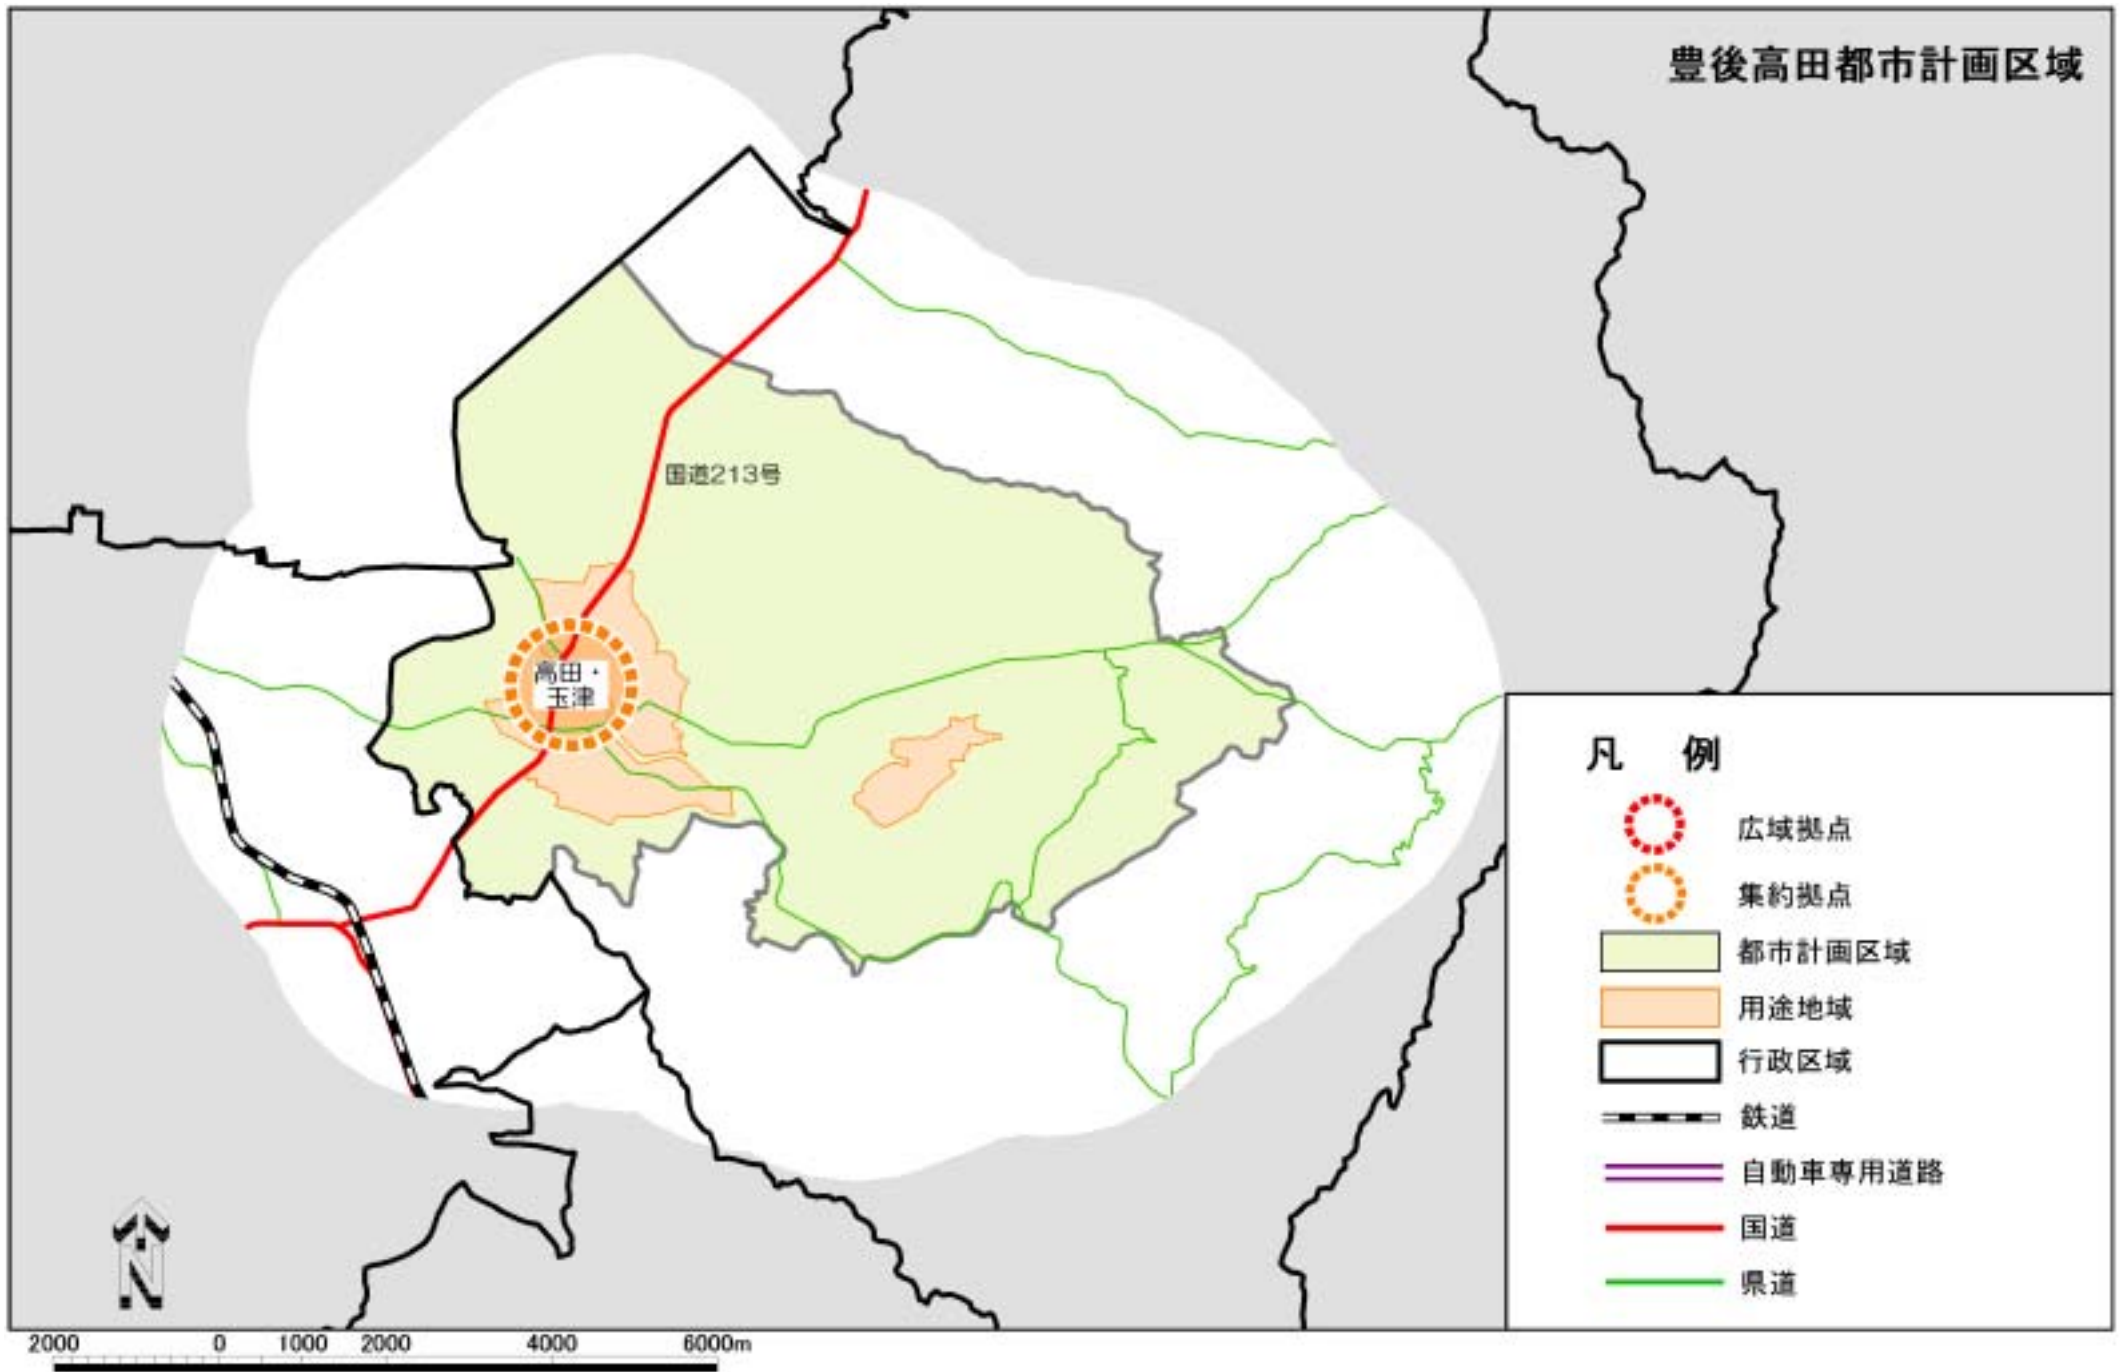 豊後高田都市計画区域
国道213号
高田・
玉津
凡 例
広域拠点
集約拠点
都市計画区域
用途地域
行政区域
鉄道
自動車専用道路
国道
県道
N
2000 0 1000 2000 4000 6000m